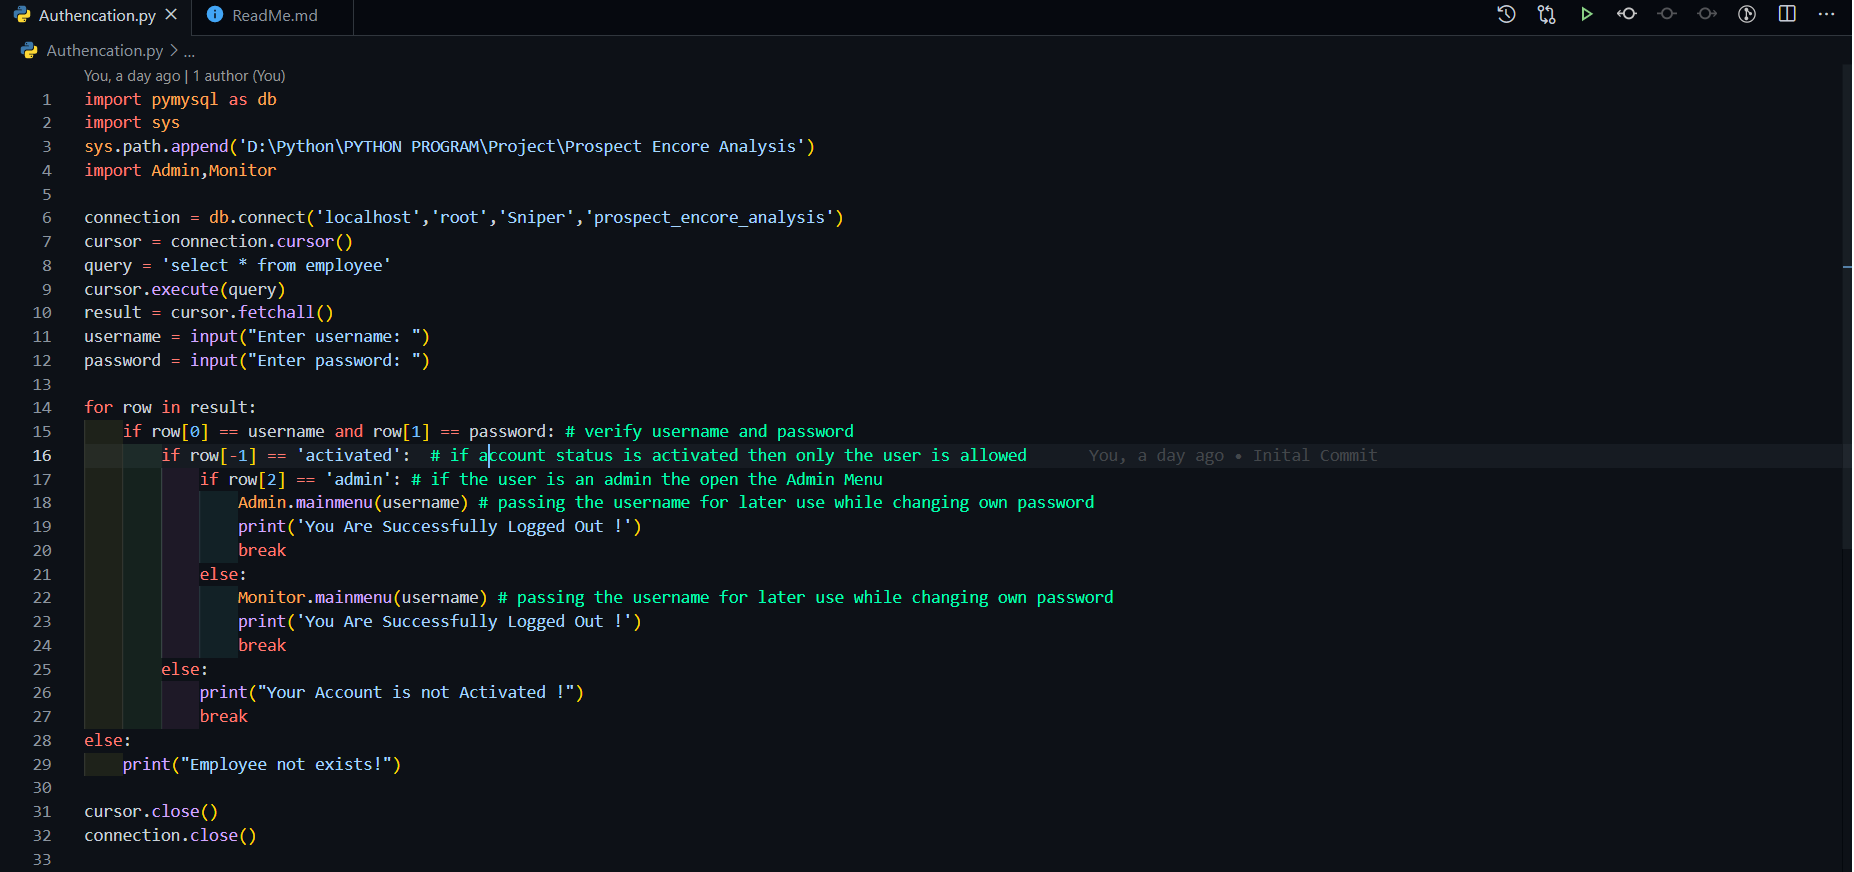 Authencation.py ReadMe.md
Authencation.py > ...
You, a day ago | 1 author (You)
1 import pymysql as db
2 import sys
3 sys.path.append('D:\Python\PYTHON PROGRAM\Project\Prospect Encore Analysis')
4 import Admin,Monitor
5
6 connection = db.connect('localhost','root','Sniper','prospect_encore_analysis')
7 cursor = connection.cursor()
8 query = 'select * from employee'
9 cursor.execute(query)
10 result = cursor.fetchall()
11 username = input("Enter username: ")
12 password = input("Enter password: ")
13
14 for row in result:
15     if row[0] == username and row[1] == password: # verify username and password
16         if row[-1] == 'activated':  # if account status is activated then only the user is allowed You, a day ago • Inital Commit
17             if row[2] == 'admin': # if the user is an admin the open the Admin Menu
18                 Admin.mainmenu(username) # passing the username for later use while changing own password
19                 print('You Are Successfully Logged Out !')
20                 break
21             else:
22                 Monitor.mainmenu(username) # passing the username for later use while changing own password
23                 print('You Are Successfully Logged Out !')
24                 break
25         else:
26             print("Your Account is not Activated !")
27             break
28 else:
29     print("Employee not exists!")
30
31 cursor.close()
32 connection.close()
33